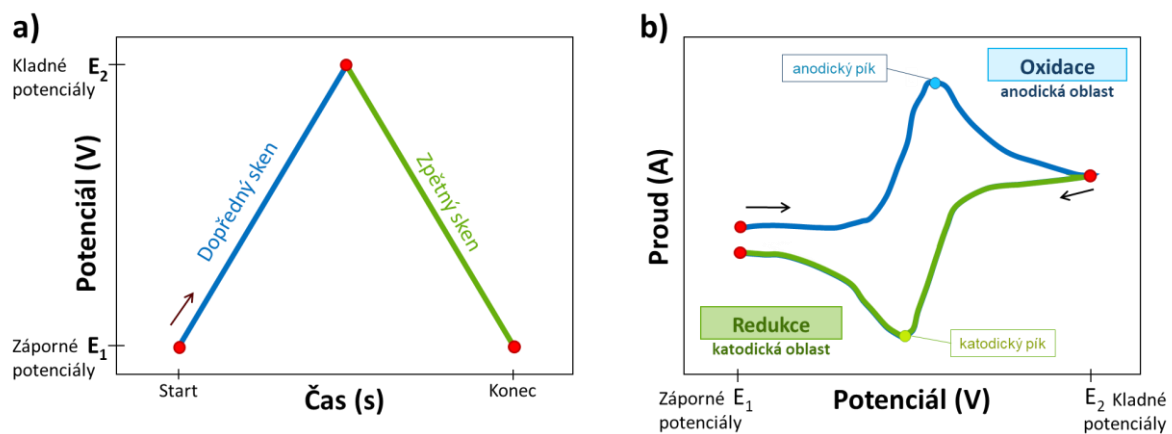 a)
Kladné
potenciály
E2
Potenciál (V)
Dopředný sken
Zpětný sken
Záporné
potenciály
E1
Start
Čas (s)
Konec
b)
anodický pík
Oxidace
anodická oblast
Proud (A)
Redukce
katodická oblast
katodický pík
Záporné E1
potenciály
Potenciál (V)
E2 Kladné
potenciály